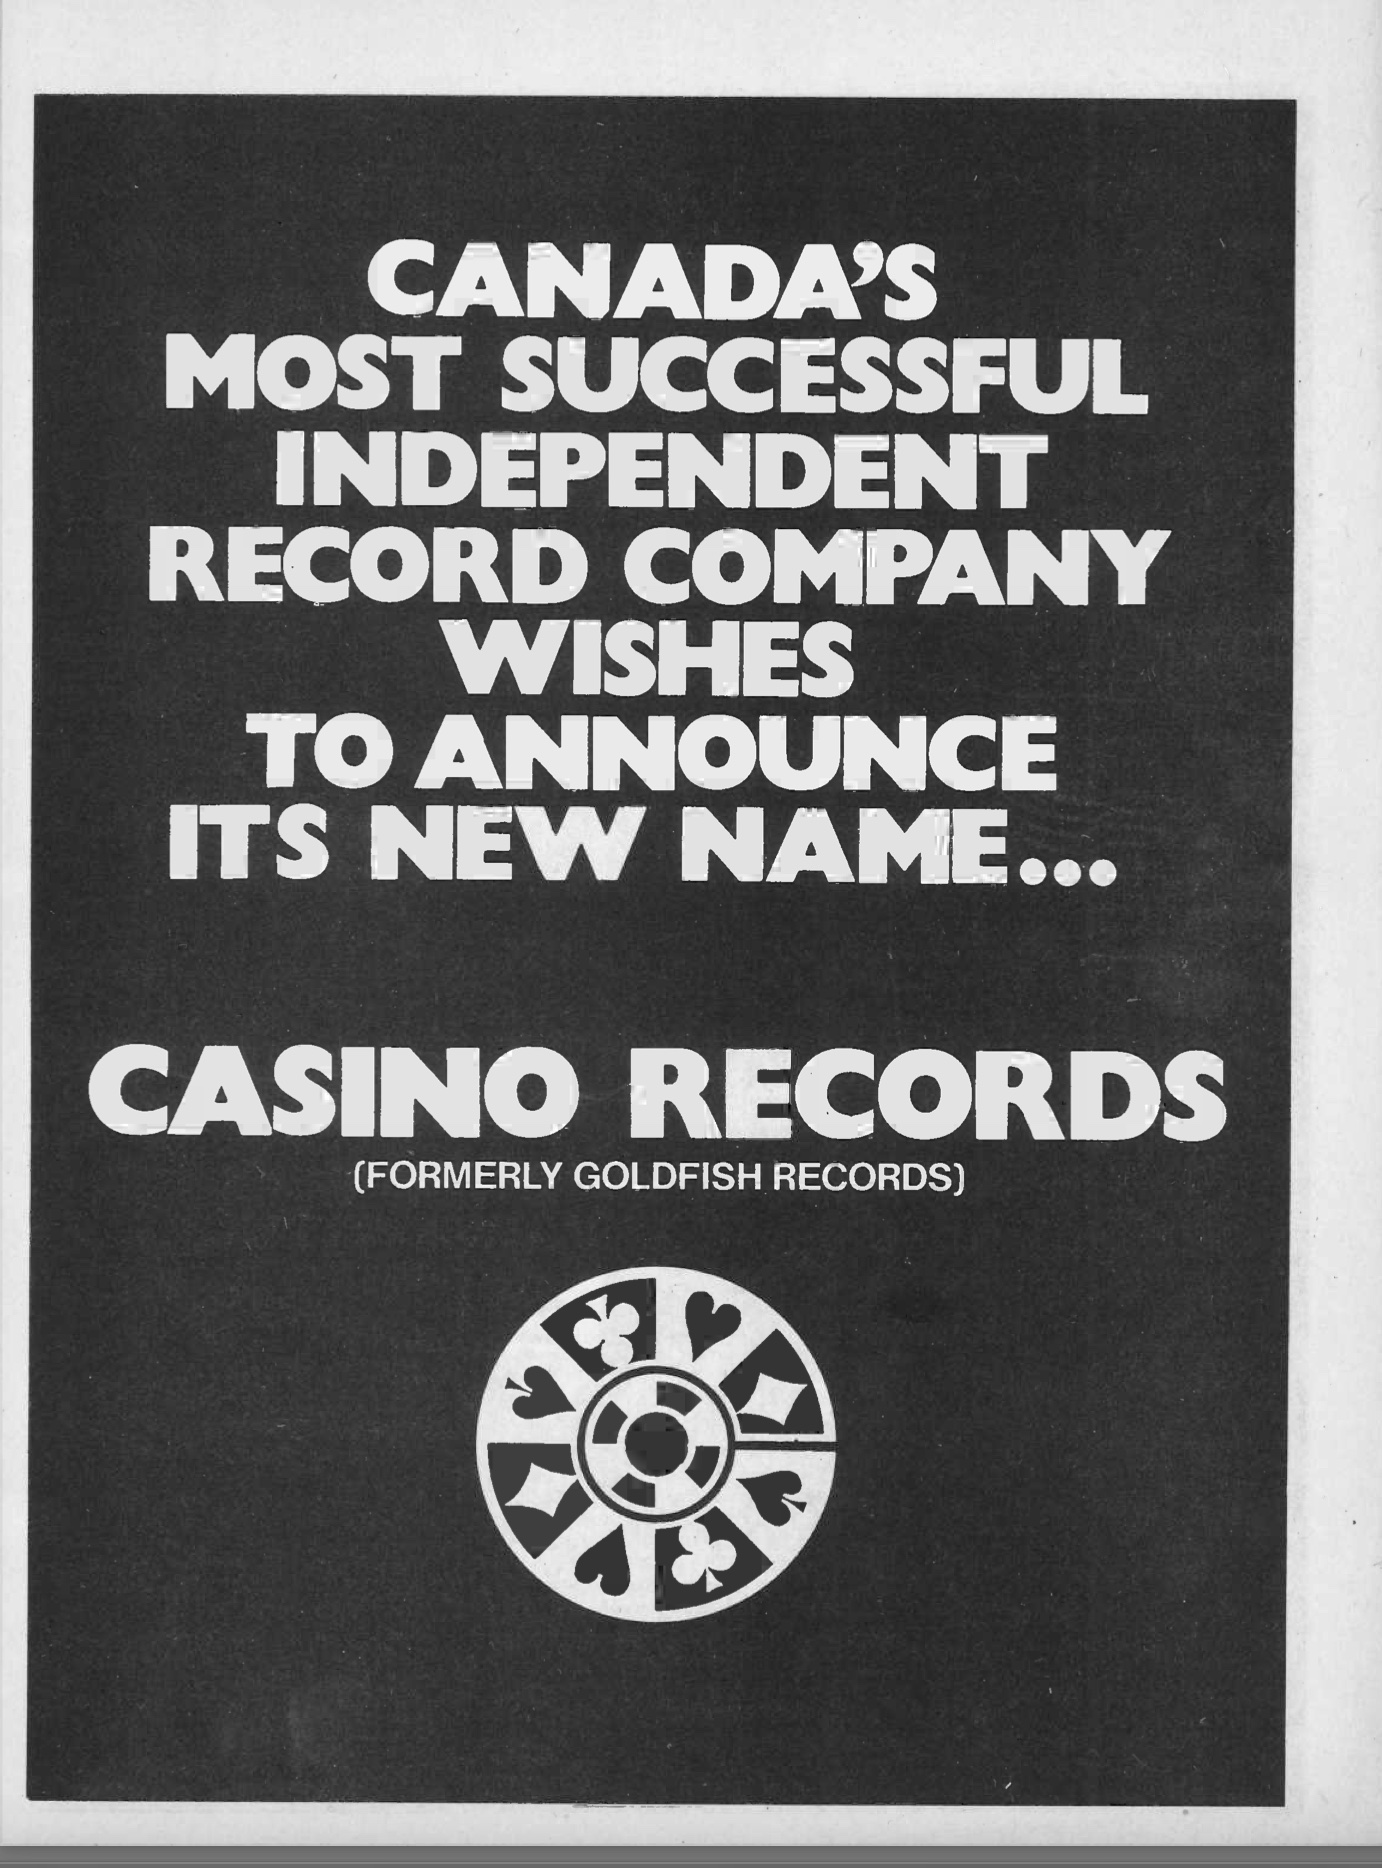 CANADA'S
MOST SUCCESSFUL
INDEPENDENT
RECORD COMPANY
WISHES
TO ANNOUNCE
ITS NEW NAME...
CASINO RECORDS
(FORMERLY GOLDFISH RECORDS)